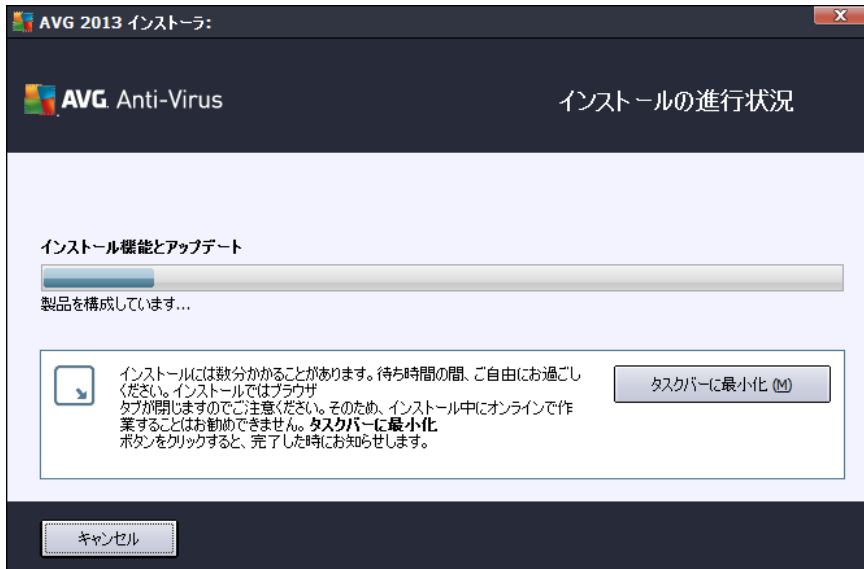 AVG 2013 インストーラ:
AVG. Anti-Virus
インストールの進行状況
インストール機能とアップデート
製品を構成しています...
インストールには数分かかることがあります。待ち時間の間、ご自由にお過ごし
ください。インストールではブラウザ
タブが閉じますのでご注意ください。そのため、インストール中にオンラインで作
業することはお勧めできません。タスクバーに最小化
ボタンをクリックすると、完了した時にお知らせします。
タスクバーに最小化 (M)
キャンセル